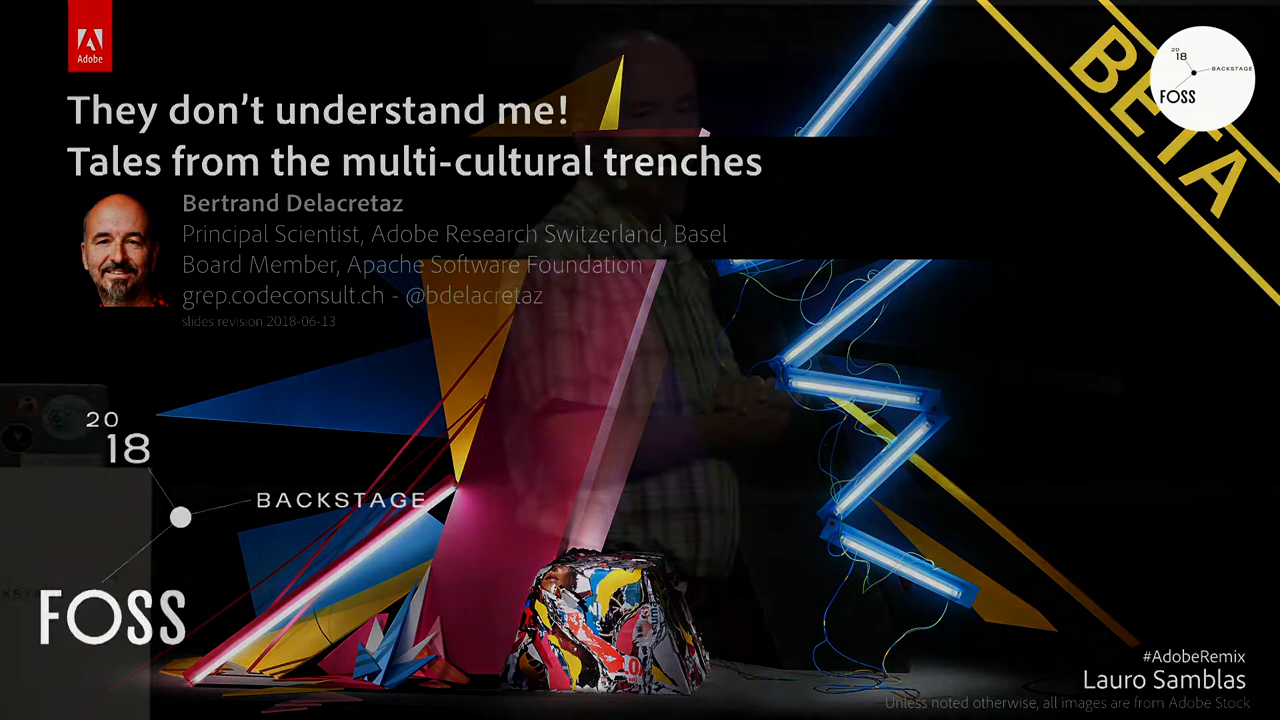 Adobe
They don't understand me!
Tales from the multi-cultural trenches
Bertrand Delacretaz
Principal Scientist, Adobe Research Switzerland, Basel
Board Member, Apache Software Foundation
grep.codeconsult.ch - @bdelacretaz
slides revision 2018-06-13
BETA
20
18
BACKSTAGE
FOSS
20
18
BACKSTAGE
FOSS
#AdobeRemix
Lauro Samblas
Unless noted otherwise, all images are from Adobe Stock